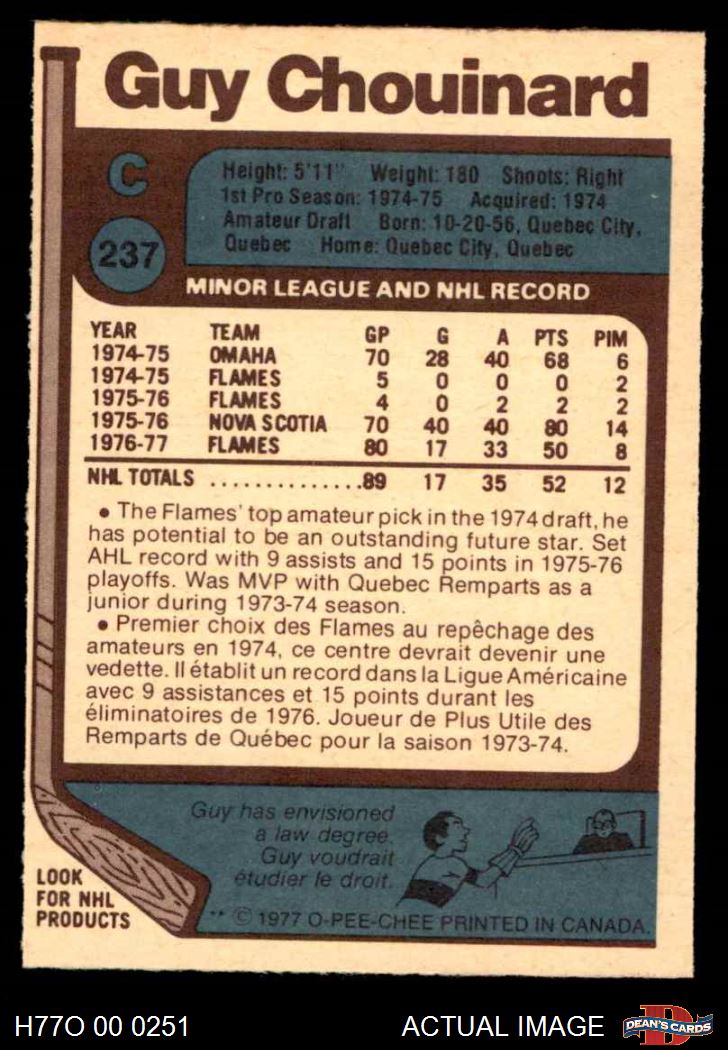 Guy Chouinard
C
237
Height: 5'11" Weight: 180 Shoots: Right
1st Pro Season: 1974-75 Acquired: 1974
Amateur Draft Born: 10-20-56, Quebec City,
Quebec Home: Quebec City, Quebec
MINOR LEAGUE AND NHL RECORD
YEAR TEAM GP G A PTS PIM
1974-75 OMAHA 70 28 40 68 6
1974-75 FLAMES 5 0 0 0 2
1975-76 FLAMES 4 0 2 2 2
1975-76 NOVA SCOTIA 70 40 40 80 14
1976-77 FLAMES 80 17 33 50 8
NHL TOTALS ..............89 17 35 52 12
• The Flames' top amateur pick in the 1974 draft, he
has potential to be an outstanding future star. Set
AHL record with 9 assists and 15 points in 1975-76
playoffs. Was MVP with Quebec Remparts as a
junior during 1973-74 season.
• Premier choix des Flames au repêchage des
amateurs en 1974, ce centre devrait devenir une
vedette. Il établit un record dans la Ligue Américaine
avec 9 assistances et 15 points durant les
éliminatoires de 1976. Joueur de Plus Utile des
Remparts de Québec pour la saison 1973-74.
Guy has envisioned
a law degree.
Guy voudrait
étudier le droit.
LOOK
FOR NHL
PRODUCTS
** © 1977 O-PEE-CHEE PRINTED IN CANADA.
H77O 00 0251 ACTUAL IMAGE D DEAN'S CARDS